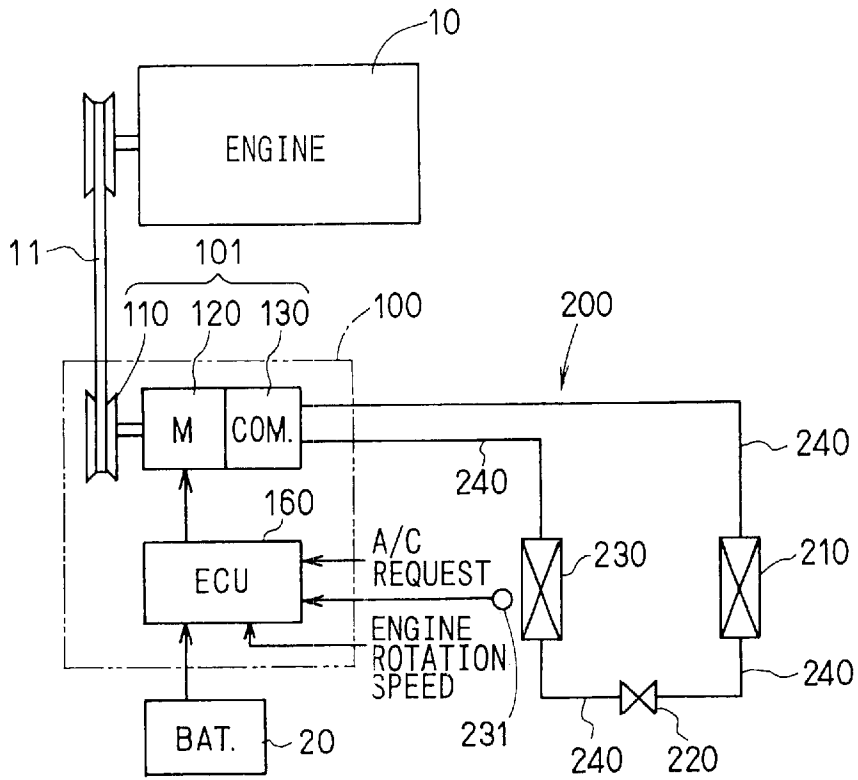 10
ENGINE
11
101
110 120 130 100
200
M COM.
240
240
160
A/C
REQUEST
230
210
ECU
ENGINE
ROTATION
SPEED
231
240
240
220
BAT.
20